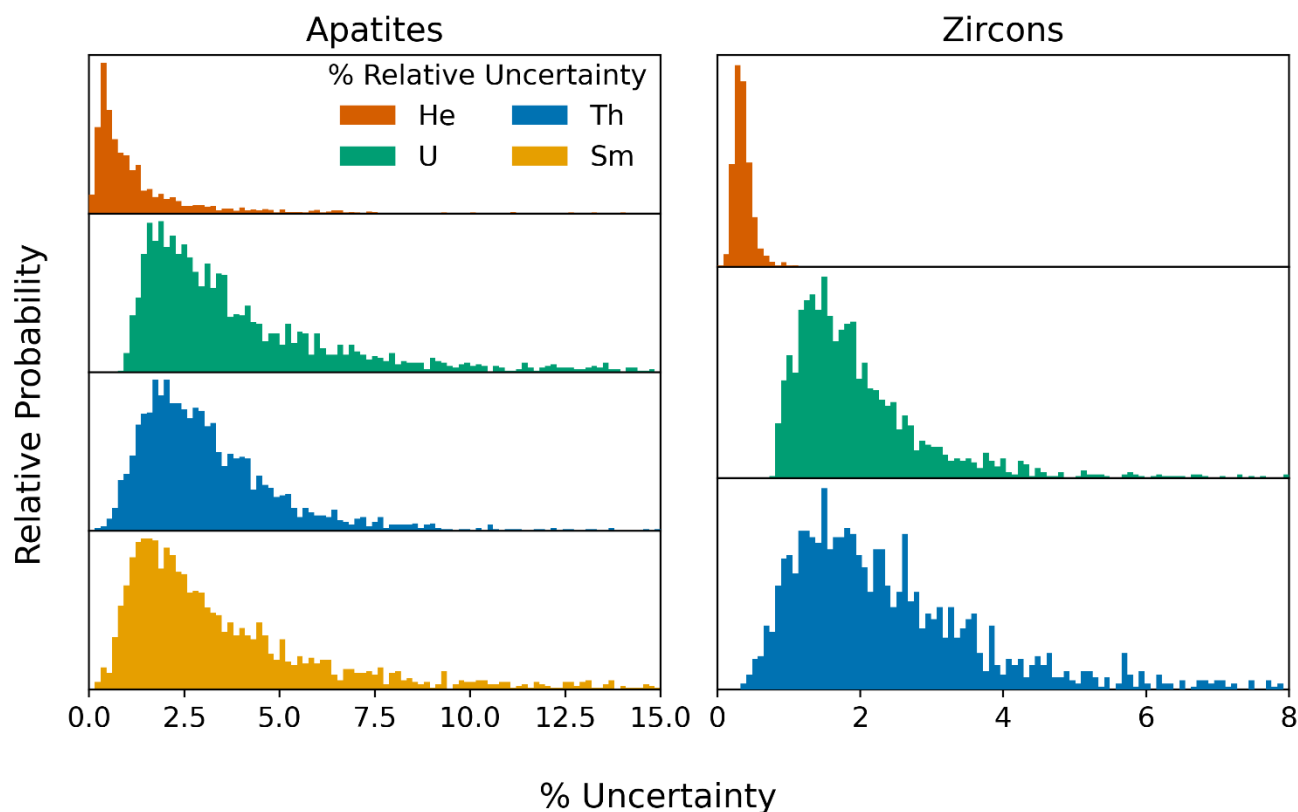 Apatites
Zircons
% Relative Uncertainty
He
Th
U
Sm
Relative Probability
0.0 2.5 5.0 7.5 10.0 12.5 15.0
0 2 4 6 8
% Uncertainty